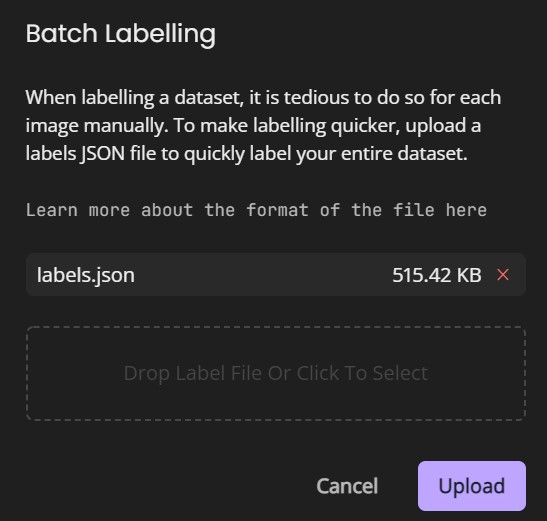 Batch Labelling
When labelling a dataset, it is tedious to do so for each
image manually. To make labelling quicker, upload a
labels JSON file to quickly label your entire dataset.
Learn more about the format of the file here
labels.json 515.42 KB ×
Drop Label File Or Click To Select
Cancel Upload